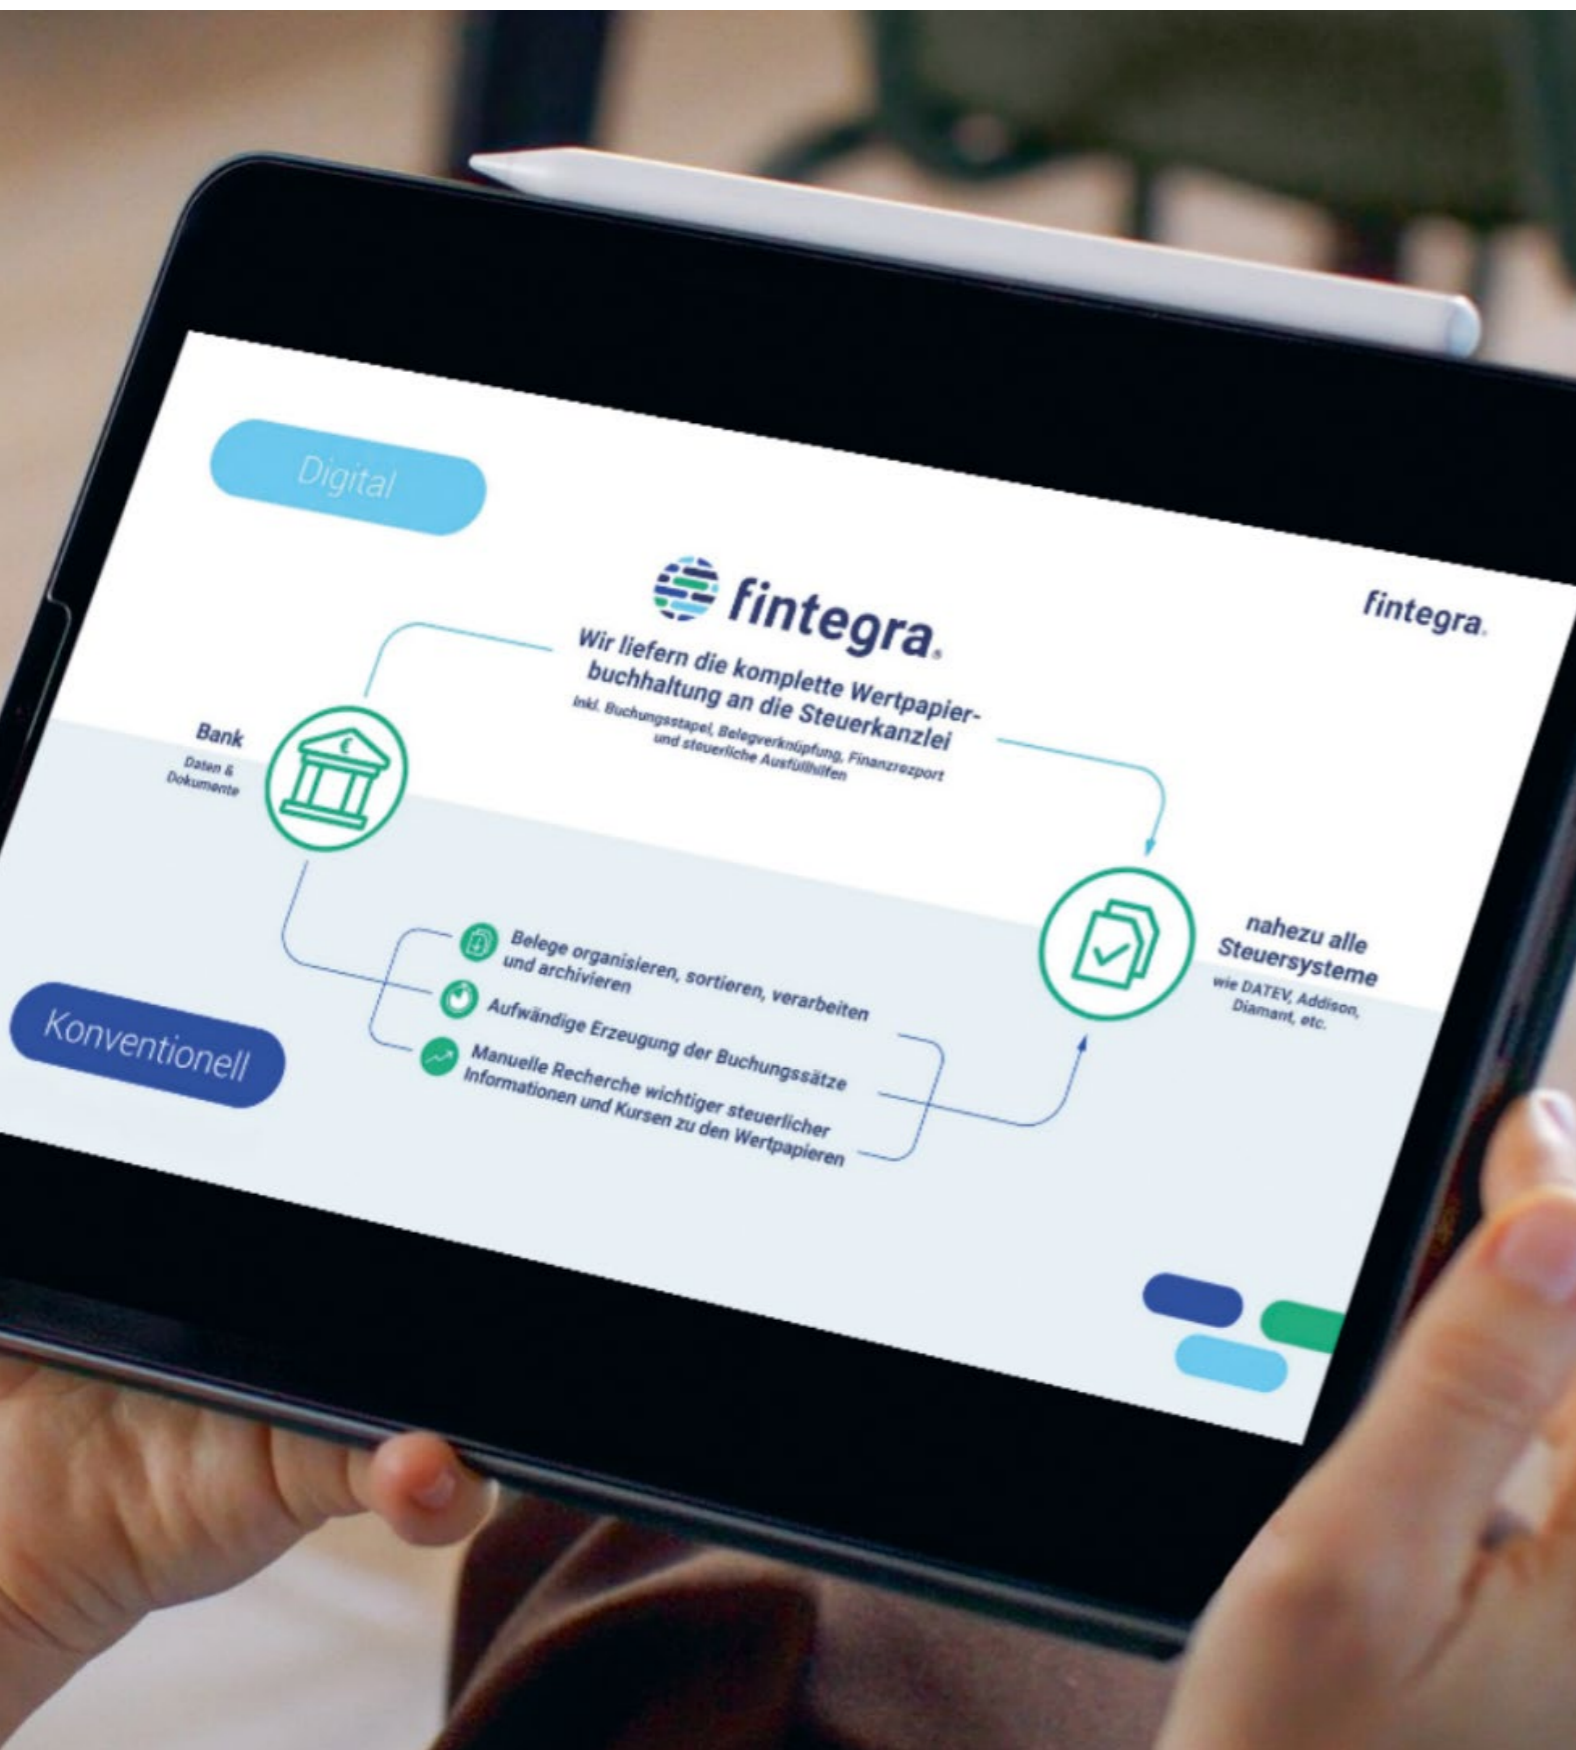 Digital
fintegra®
fintegra.
Wir liefern die komplette Wertpapier-
buchhaltung an die Steuerkanzlei
Inkl. Buchungsstapel, Belegverknüpfung, Finanzrezport
und steuerliche Ausfüllhilfen
Bank
Daten &
Dokumente
nahezu alle
Steuersysteme
wie DATEV, Addison,
Diamant, etc.
Belege organisieren, sortieren, verarbeiten
und archivieren
Aufwändige Erzeugung der Buchungssätze
Manuelle Recherche wichtiger steuerlicher
Informationen und Kursen zu den Wertpapieren
Konventionell